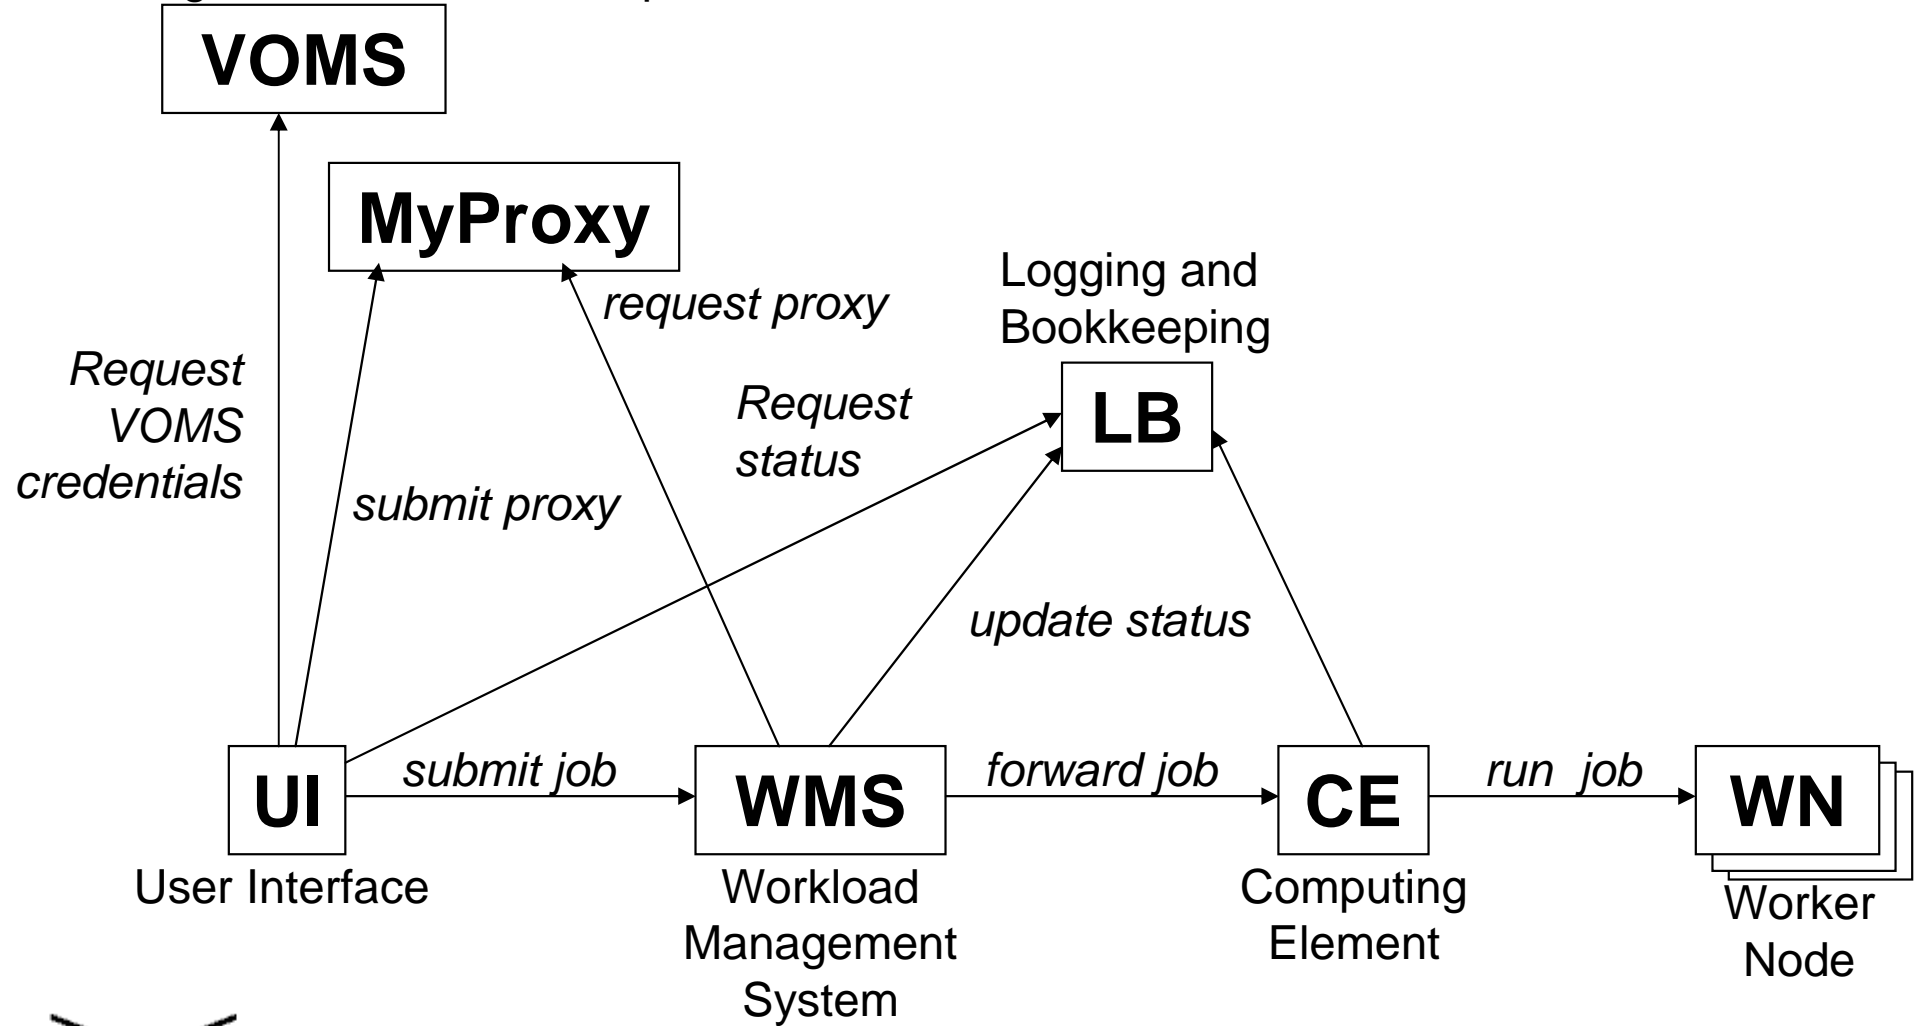 VOMS
MyProxy
request proxy
Logging and
Bookkeeping
Request
VOMS
credentials
Request
status
LB
submit proxy
update status
submit job
forward job
run job
UI
WMS
CE
WN
User Interface
Workload
Management
System
Computing
Element
Worker
Node